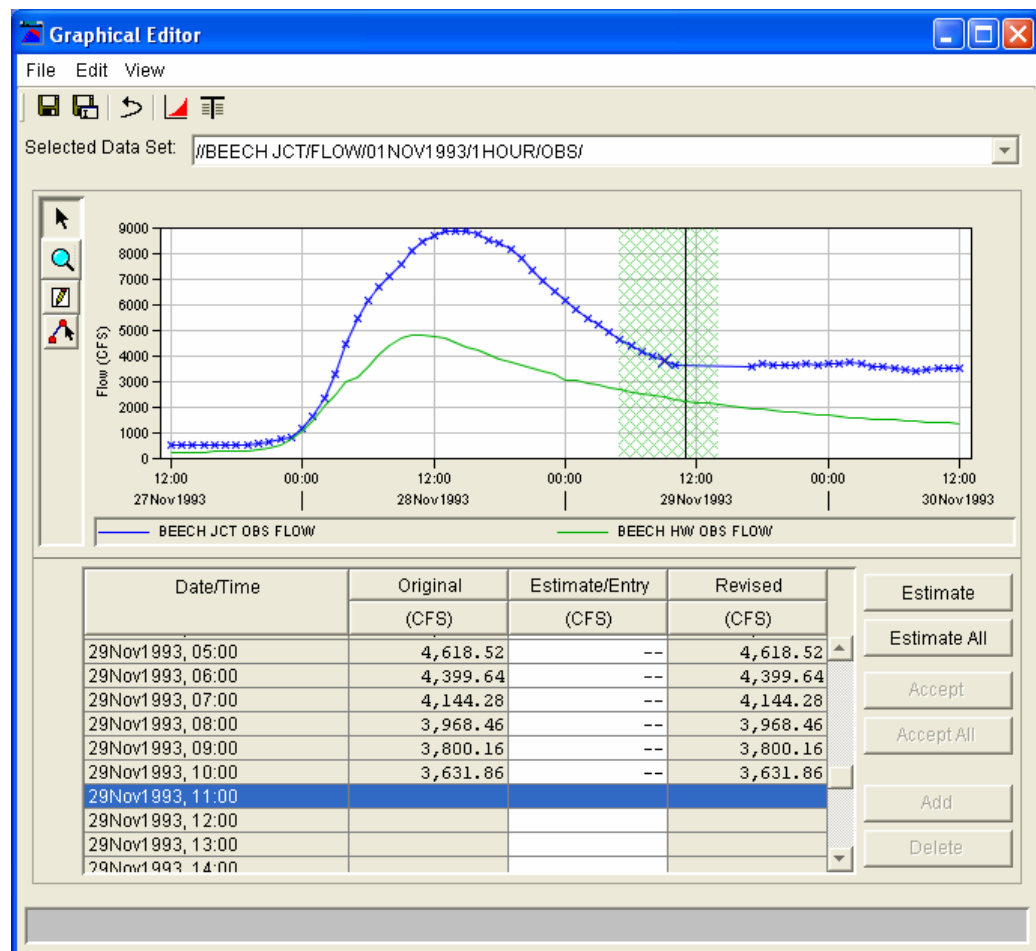 Graphical Editor
File Edit View
Selected Data Set: //BEECH JCT/FLOW/01NOV1993/1HOUR/OBS/
9000
8000
7000
6000
5000
4000
3000
2000
1000
0
Flow (CFS)
12:00 00:00 12:00 00:00 12:00 00:00 12:00
27Nov1993 28Nov1993 29Nov1993 30Nov1993
BEECH JCT OBS FLOW BEECH HW OBS FLOW
Date/Time Original Estimate/Entry Revised
(CFS) (CFS) (CFS)
29Nov1993, 05:00 4,618.52 -- 4,618.52
29Nov1993, 06:00 4,399.64 -- 4,399.64
29Nov1993, 07:00 4,144.28 -- 4,144.28
29Nov1993, 08:00 3,968.46 -- 3,968.46
29Nov1993, 09:00 3,800.16 -- 3,800.16
29Nov1993, 10:00 3,631.86 -- 3,631.86
29Nov1993, 11:00
29Nov1993, 12:00
29Nov1993, 13:00
29Nov1993, 14:00
Estimate
Estimate All
Accept
Accept All
Add
Delete